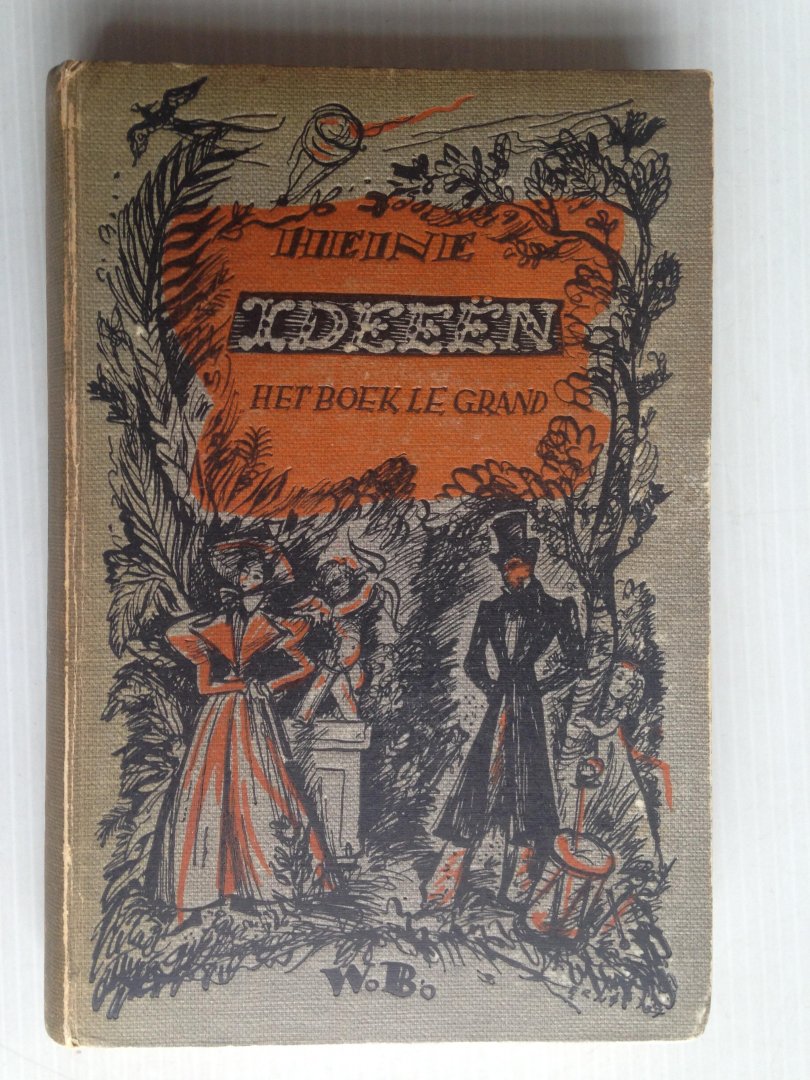 HEINE
IDEEËN
HET BOEK LE GRAND
W.B.